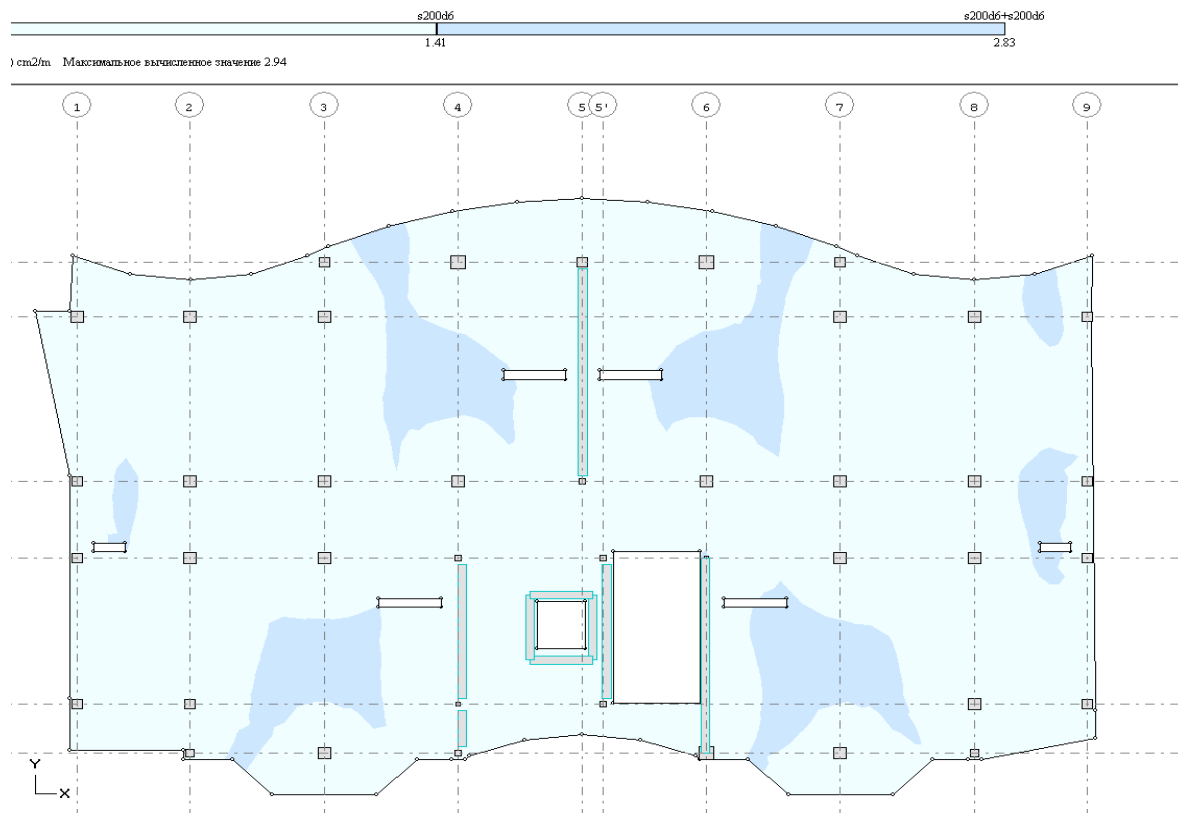 s200d6 s200d6+s200d6
1.41 2.83
) cm2/m Максимальное вычисленное значение 2.94
1 2 3 4 5 5' 6 7 8 9
Y
X